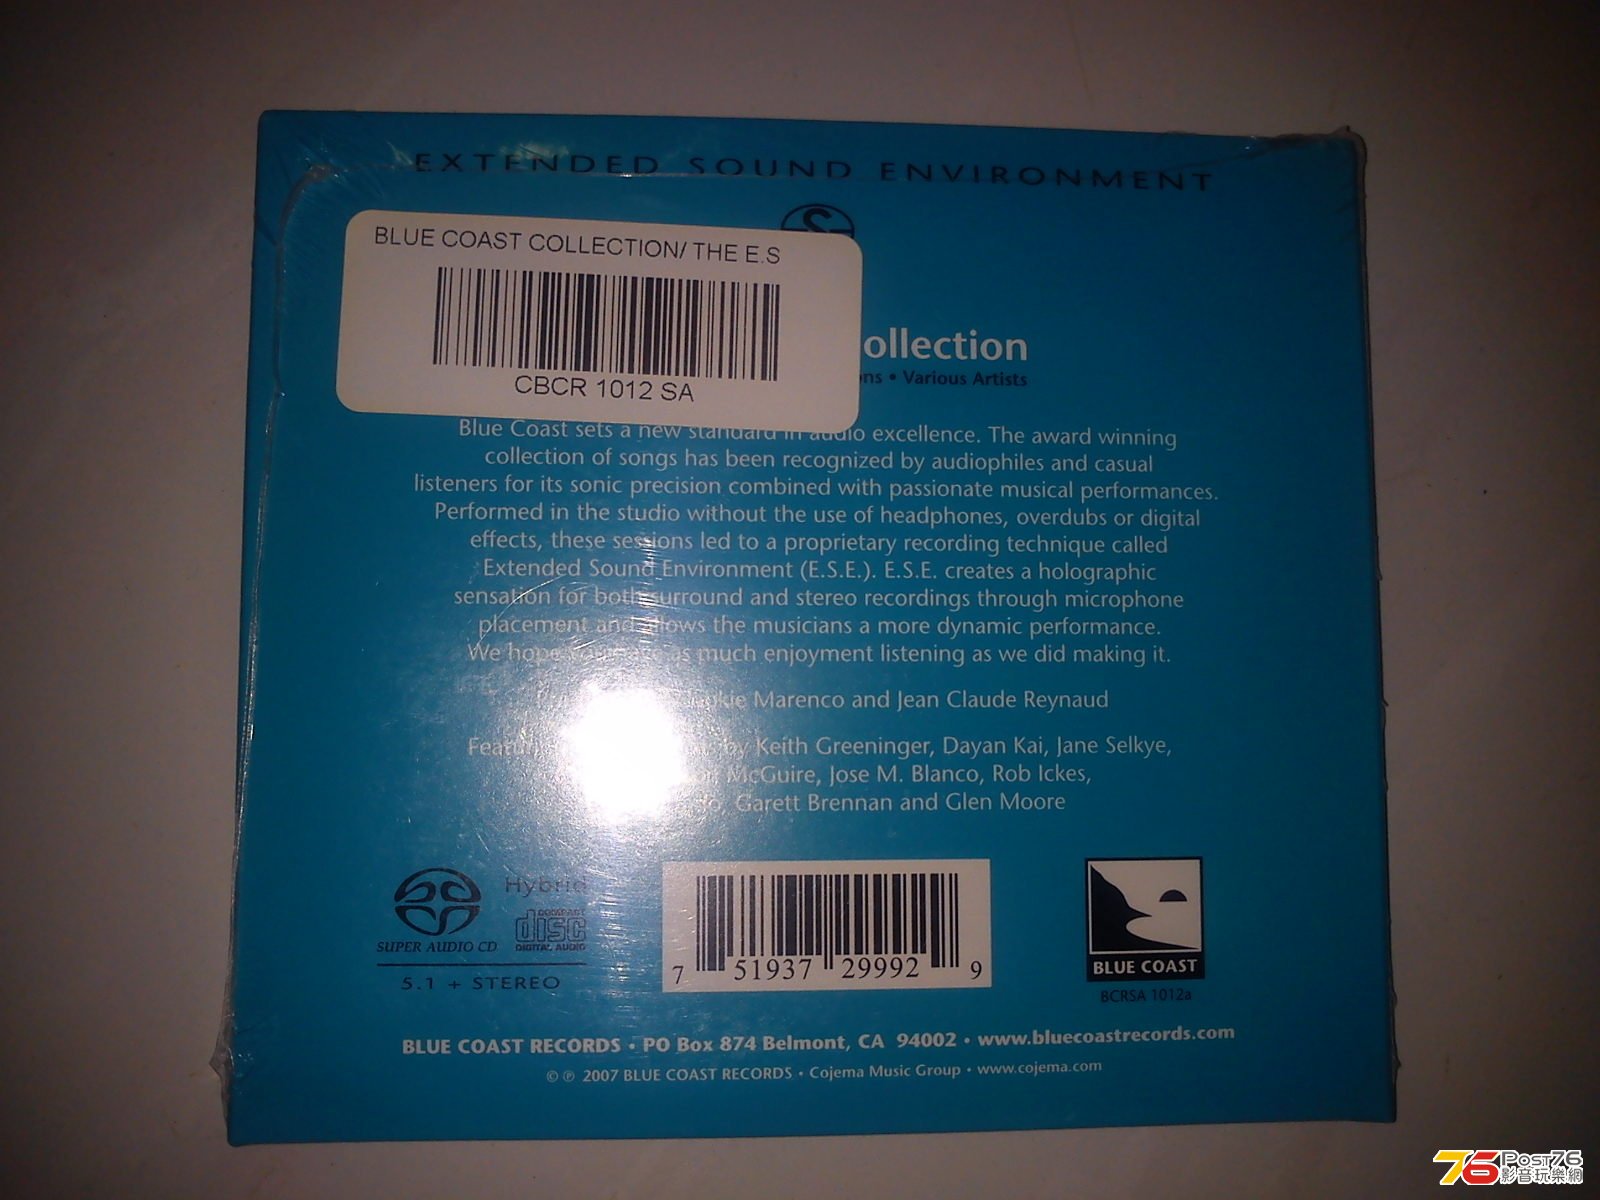 EXTENDED SOUND ENVIRONMENT
S
BLUE COAST COLLECTION/ THE E.S
CBCR 1012 SA
ollection
ns • Various Artists
Blue Coast sets a new standard in audio excellence. The award winning
collection of songs has been recognized by audiophiles and casual
listeners for its sonic precision combined with passionate musical performances.
Performed in the studio without the use of headphones, overdubs or digital
effects, these sessions led to a proprietary recording technique called
Extended Sound Environment (E.S.E.). E.S.E. creates a holographic
sensation for both surround and stereo recordings through microphone
placement and allows the musicians a more dynamic performance.
We hope as much enjoyment listening as we did making it.
Marenco and Jean Claude Reynaud
by Keith Greeninger, Dayan Kai, Jane Selkye,
McGuire, Jose M. Blanco, Rob Ickes,
Garett Brennan and Glen Moore
Hybrid
SUPER AUDIO CD
COMPACT
disc
DIGITAL AUDIO
5.1 + STEREO
7 51937 29992 9
BLUE COAST
BCRSA 1012a
BLUE COAST RECORDS • PO Box 874 Belmont, CA 94002 • www.bluecoastrecords.com
© ℗ 2007 BLUE COAST RECORDS • Cojema Music Group • www.cojema.com
76 Post76
影音玩樂網